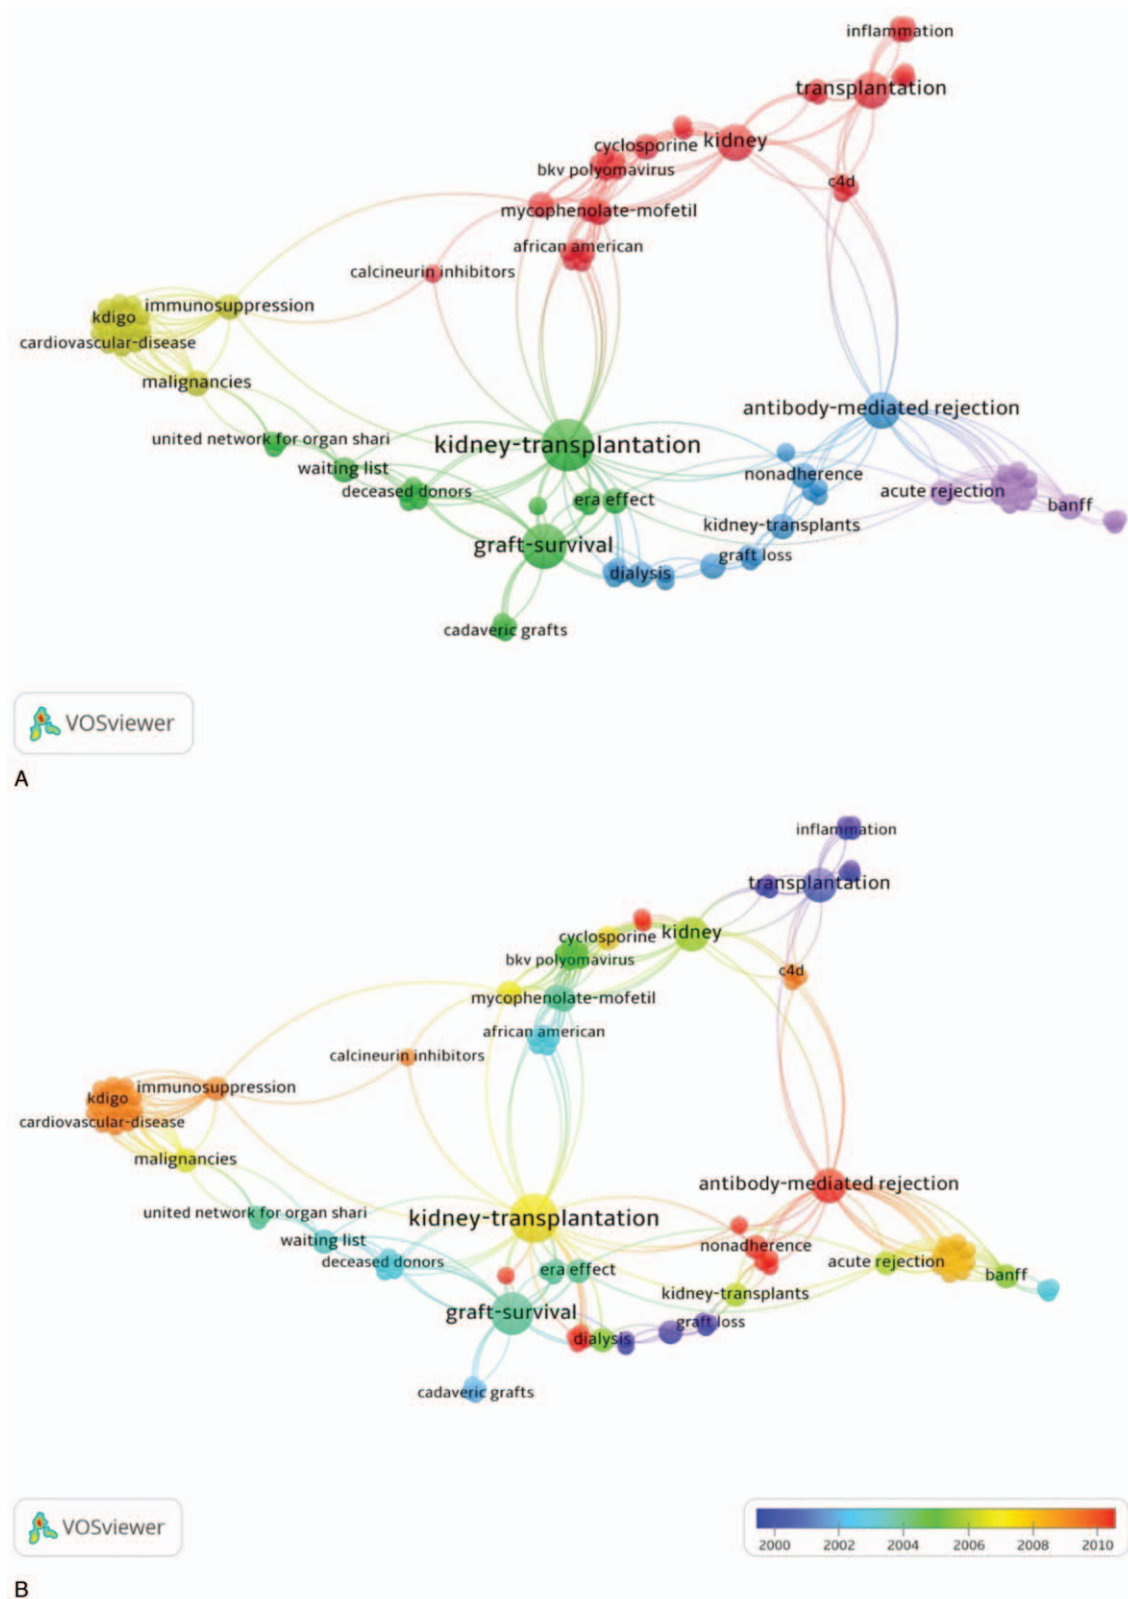 inflammation
transplantation
cyclosporine kidney
bkv polyomavirus
c4d
mycophenolate-mofetil
african american
calcineurin inhibitors
immunosuppression
kdigo
cardiovascular-disease
malignancies
antibody-mediated rejection
united network for organ shari
kidney-transplantation
waiting list
nonadherence
deceased donors
era effect
acute rejection
banff
kidney-transplants
graft-survival
graft loss
dialysis
cadaveric grafts
VOSviewer
A
inflammation
transplantation
cyclosporine kidney
bkv polyomavirus
c4d
mycophenolate-mofetil
african american
calcineurin inhibitors
immunosuppression
kdigo
cardiovascular-disease
malignancies
antibody-mediated rejection
united network for organ shari
kidney-transplantation
waiting list
nonadherence
deceased donors
era effect
acute rejection
banff
kidney-transplants
graft-survival
graft loss
dialysis
cadaveric grafts
VOSviewer
2000 2002 2004 2006 2008 2010
B